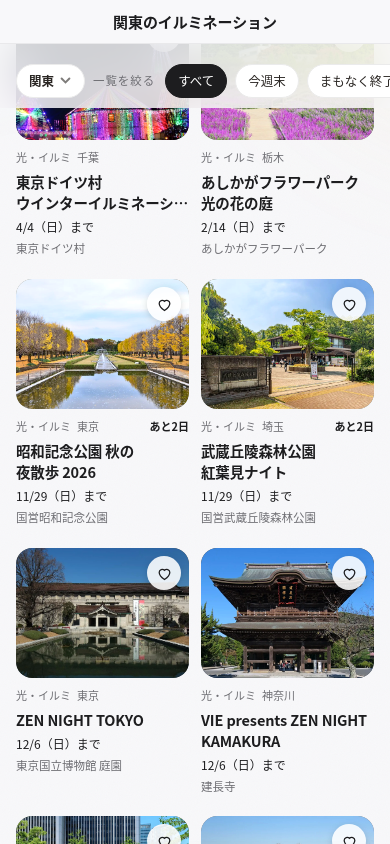 関東のイルミネーション
関東
一覧を絞る
すべて
今週末
まもなく終了
光・イルミ 千葉
東京ドイツ村
ウインターイルミネーシ…
4/4（日）まで
東京ドイツ村
光・イルミ 栃木
あしかがフラワーパーク
光の花の庭
2/14（日）まで
あしかがフラワーパーク
光・イルミ 東京
あと2日
昭和記念公園 秋の
夜散歩 2026
11/29（日）まで
国営昭和記念公園
光・イルミ 埼玉
あと2日
武蔵丘陵森林公園
紅葉見ナイト
11/29（日）まで
国営武蔵丘陵森林公園
光・イルミ 東京
ZEN NIGHT TOKYO
12/6（日）まで
東京国立博物館 庭園
光・イルミ 神奈川
VIE presents ZEN NIGHT
KAMAKURA
12/6（日）まで
建長寺